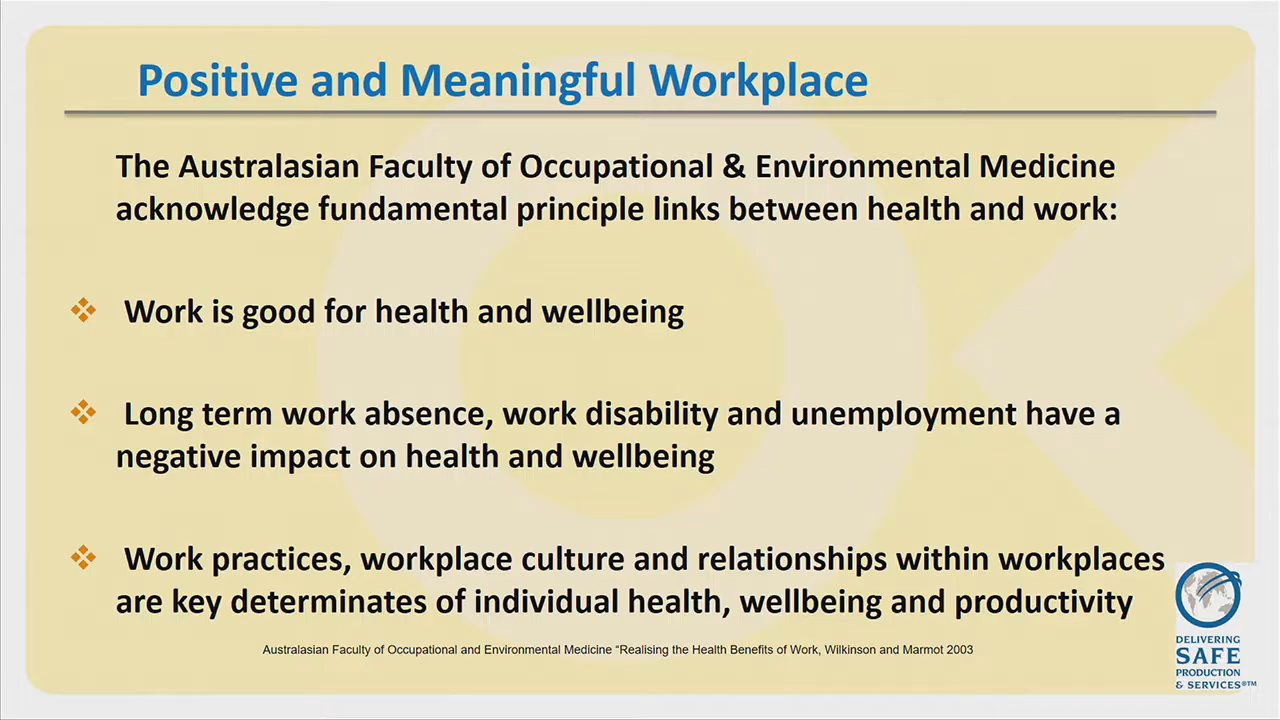 Positive and Meaningful Workplace
The Australasian Faculty of Occupational & Environmental Medicine
acknowledge fundamental principle links between health and work:
Work is good for health and wellbeing
Long term work absence, work disability and unemployment have a
negative impact on health and wellbeing
Work practices, workplace culture and relationships within workplaces
are key determinates of individual health, wellbeing and productivity
Australasian Faculty of Occupational and Environmental Medicine “Realising the Health Benefits of Work, Wilkinson and Marmot 2003
DELIVERING
SAFE
PRODUCTION
& SERVICES®™